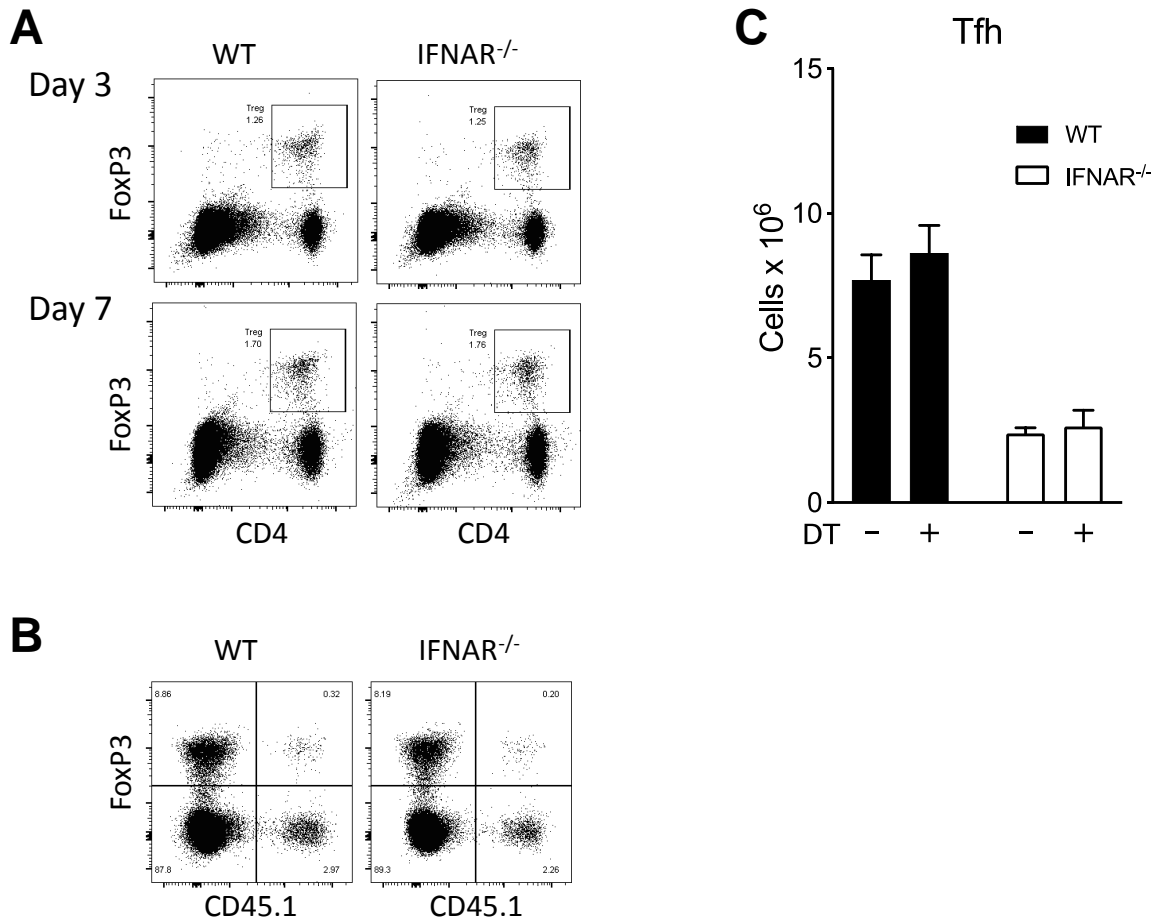 A
WT
IFNAR-/-
Day 3
Treg
1.26
Treg
1.25
FoxP3
Day 7
Treg
1.70
Treg
1.76
FoxP3
CD4
CD4
B
WT
IFNAR-/-
8.86
0.32
8.19
0.20
FoxP3
87.8
2.97
89.3
2.26
CD45.1
CD45.1
C
Tfh
15
WT
IFNAR-/-
10
Cells x 10^6
5
0
DT − + − +